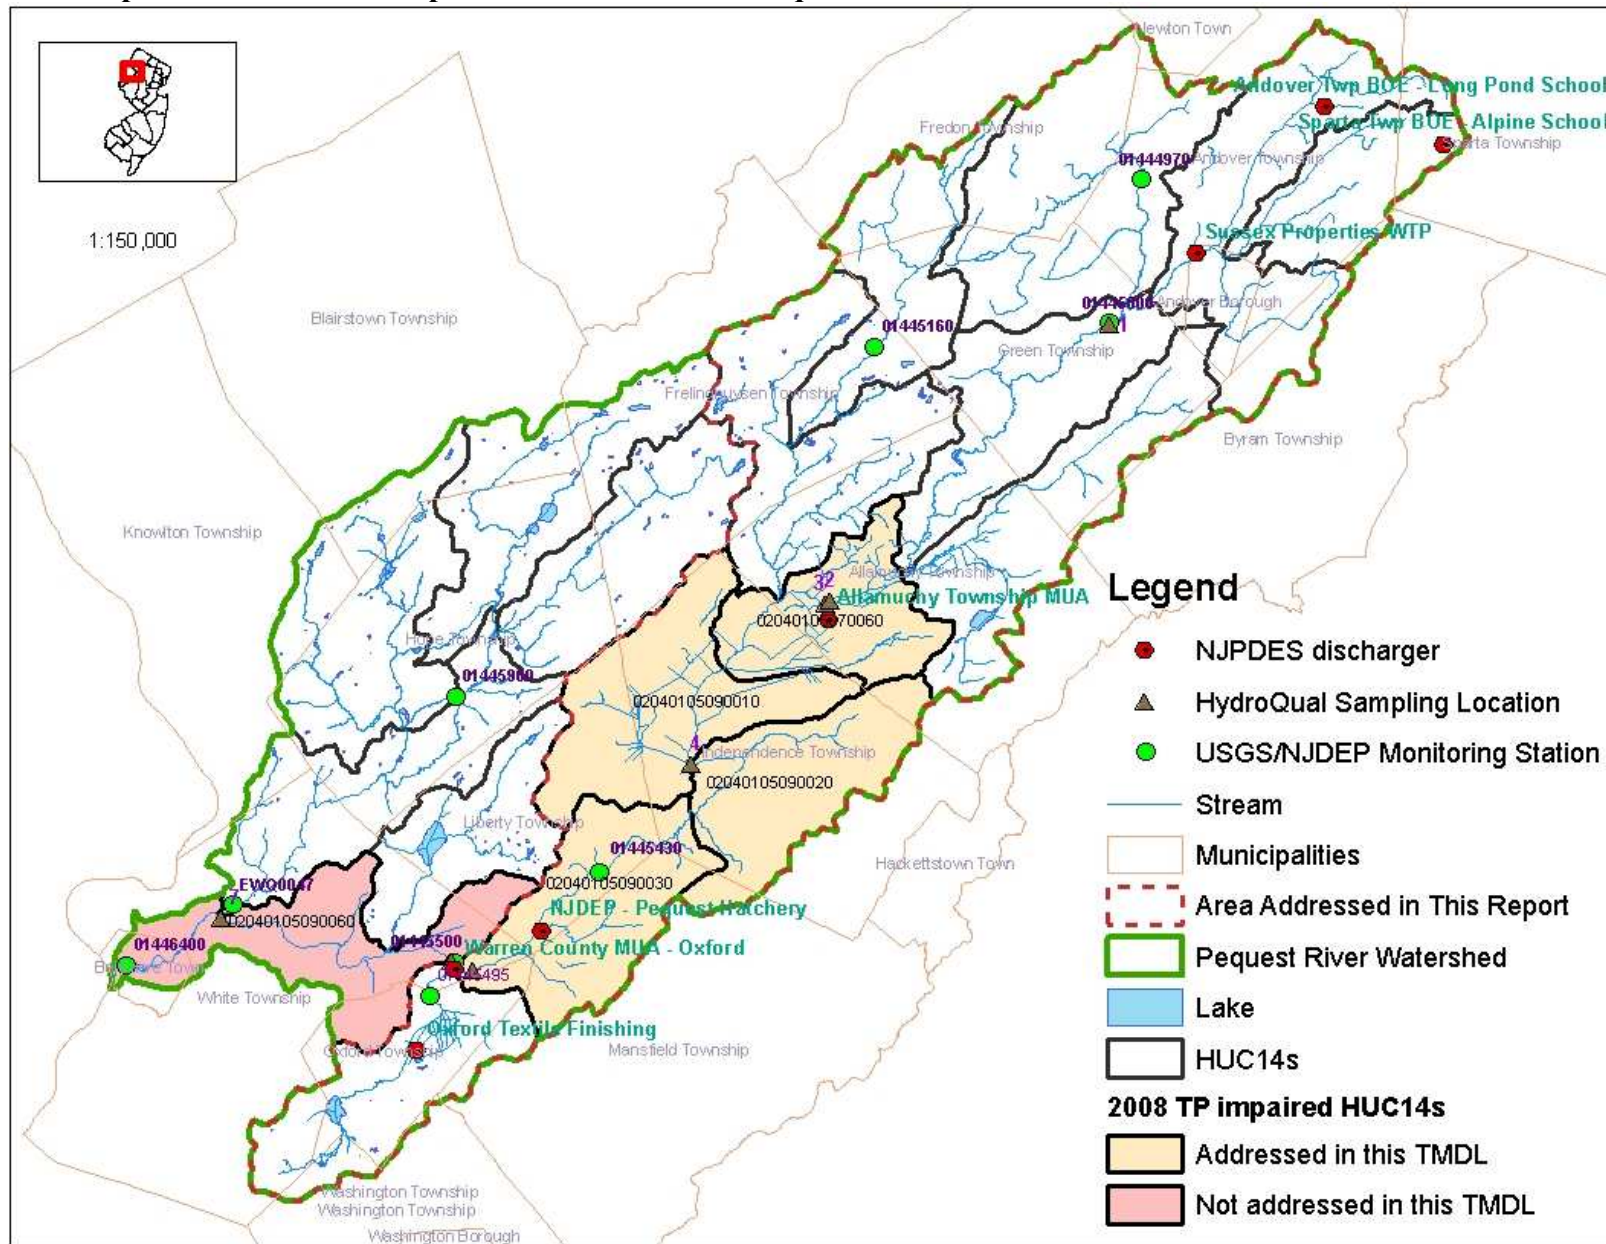 Newton Town
Andover Twp BOE - Long Pond School
Fredon Township
Sparta Twp BOE - Alpine School
Sparta Township
01444970
Andover Township
1:150,000
Sussex Properties WTP
Andover Borough
1
Blairstown Township
01445160
Green Township
Frelinghuysen Township
Byram Township
Knowlton Township
Allamuchy Township
32
Allamuchy Township MUA
Hope Township
02040105090010
4
Independence Township
02040105090020
Liberty Township
01445430
Hackettstown Town
02040105090030
EWQ0047
NJDEP - Pequest Hatchery
02040105090060
01446400
01445500
Warren County MUA - Oxford
White Township
Oxford Textile Finishing
Oxford Township
Mansfield Township
Washington Township
Washington Township
Washington Borough
Legend
NJPDES discharger
HydroQual Sampling Location
USGS/NJDEP Monitoring Station
Stream
Municipalities
Area Addressed in This Report
Pequest River Watershed
Lake
HUC14s
2008 TP impaired HUC14s
Addressed in this TMDL
Not addressed in this TMDL